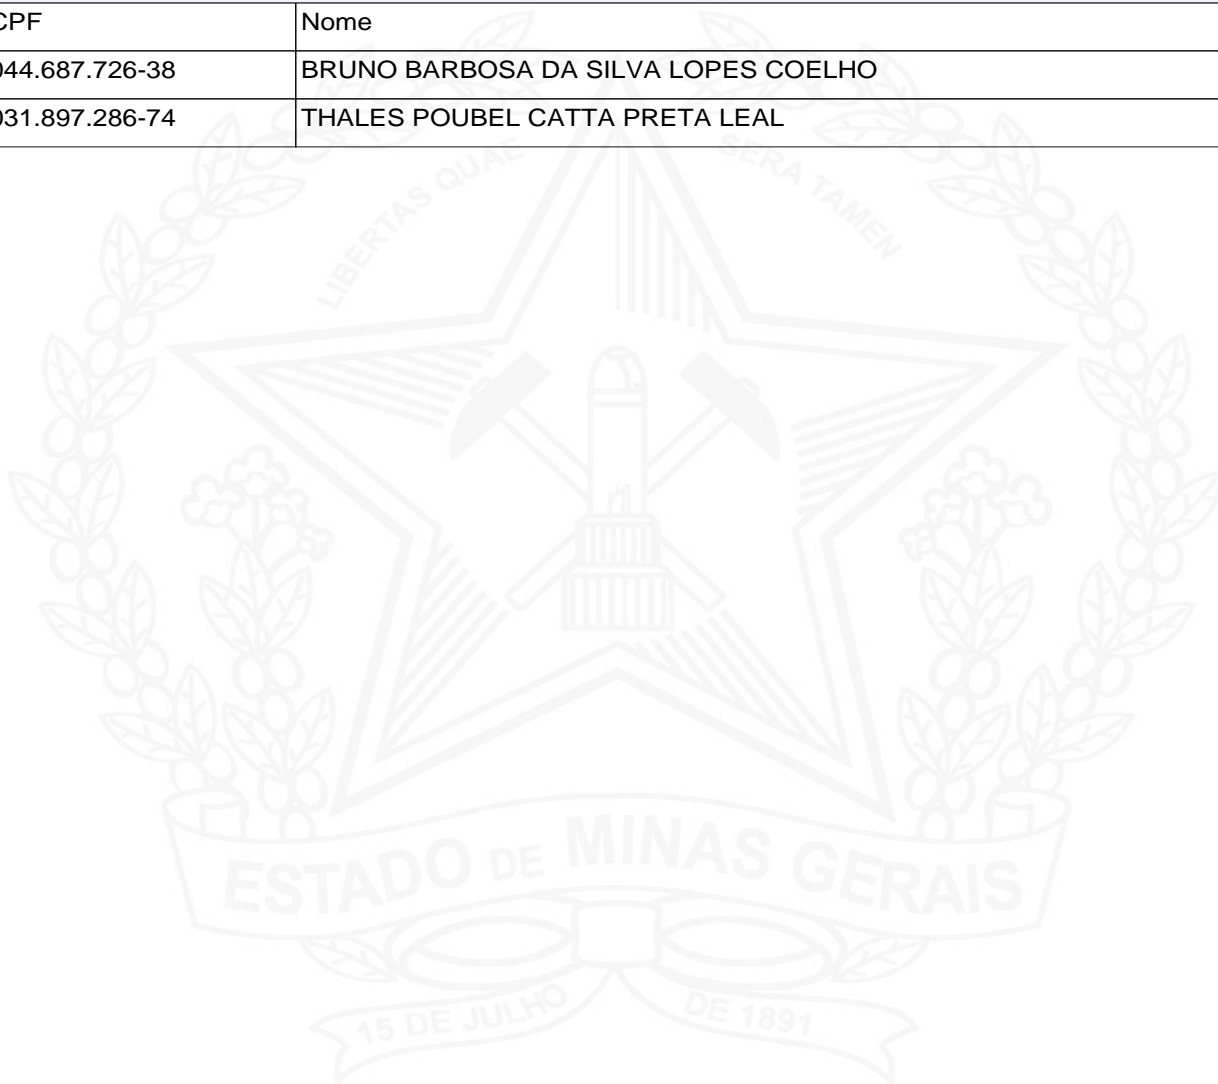 CPF Nome
044.687.726-38 BRUNO BARBOSA DA SILVA LOPES COELHO
031.897.286-74 THALES POUBEL CATTA PRETA LEAL
LIBERTAS QUAE SERA TAMEN
ESTADO DE MINAS GERAIS
15 DE JULHO DE 1891